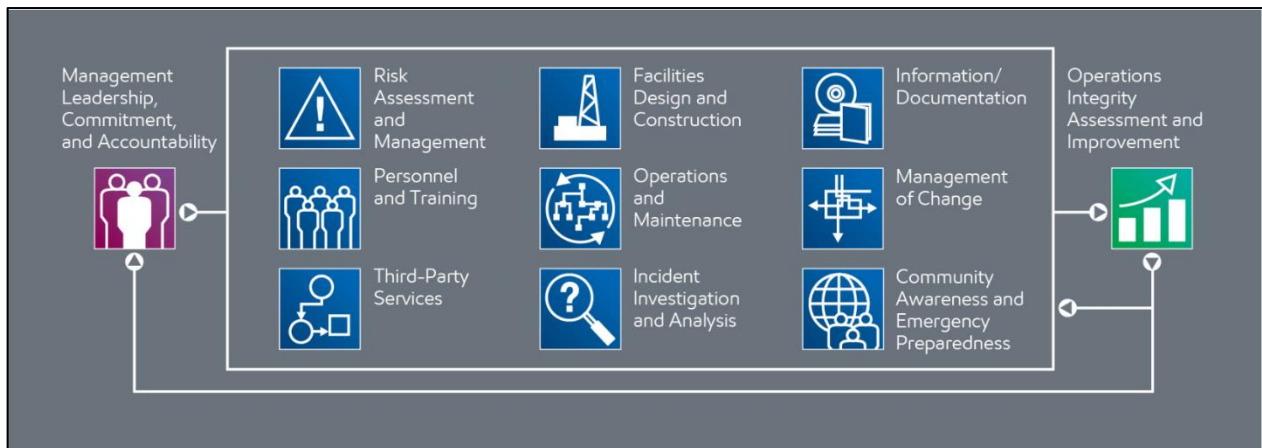 Management
Leadership,
Commitment,
and Accountability
Risk
Assessment
and
Management
Facilities
Design and
Construction
Information/
Documentation
Operations
Integrity
Assessment and
Improvement
Personnel
and Training
Operations
and
Maintenance
Management
of Change
Third-Party
Services
Incident
Investigation
and Analysis
Community
Awareness and
Emergency
Preparedness